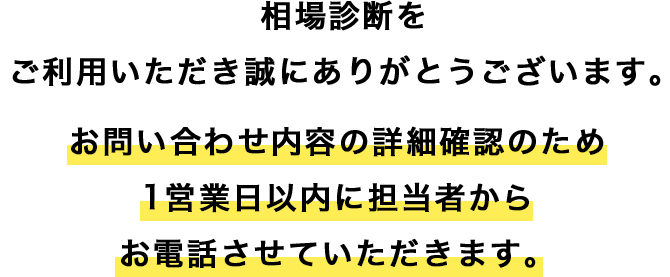 相場診断を
ご利用いただき誠にありがとうございます。
お問い合わせ内容の詳細確認のため
1営業日以内に担当者から
お電話させていただきます。